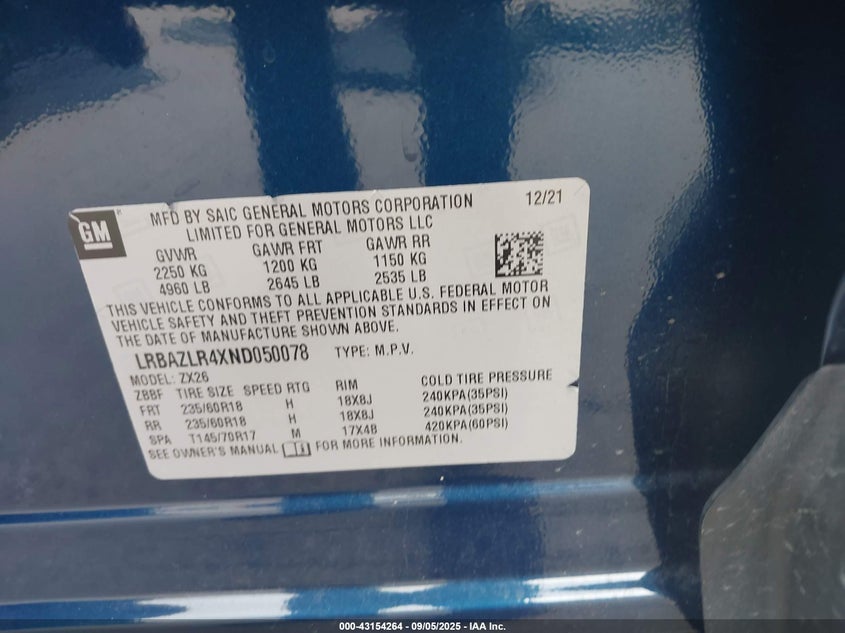 GM
MFD BY SAIC GENERAL MOTORS CORPORATION 12/21
LIMITED FOR GENERAL MOTORS LLC
GVWR GAWR FRT GAWR RR
2250 KG 1200 KG 1150 KG
4960 LB 2645 LB 2535 LB
THIS VEHICLE CONFORMS TO ALL APPLICABLE U.S. FEDERAL MOTOR
VEHICLE SAFETY AND THEFT PREVENTION STANDARDS IN EFFECT ON
THE DATE OF MANUFACTURE SHOWN ABOVE.
LRBAZLR4XND050078 TYPE: M.P.V.
MODEL: ZX26
ZBBF TIRE SIZE SPEED RTG RIM COLD TIRE PRESSURE
FRT 235/60R18 H 18X8J 240KPA(35PSI)
RR 235/60R18 H 18X8J 240KPA(35PSI)
SPA T145/70R17 M 17X4B 420KPA(60PSI)
SEE OWNER'S MANUAL FOR MORE INFORMATION.
000-43154264 - 09/05/2025 - IAA Inc.